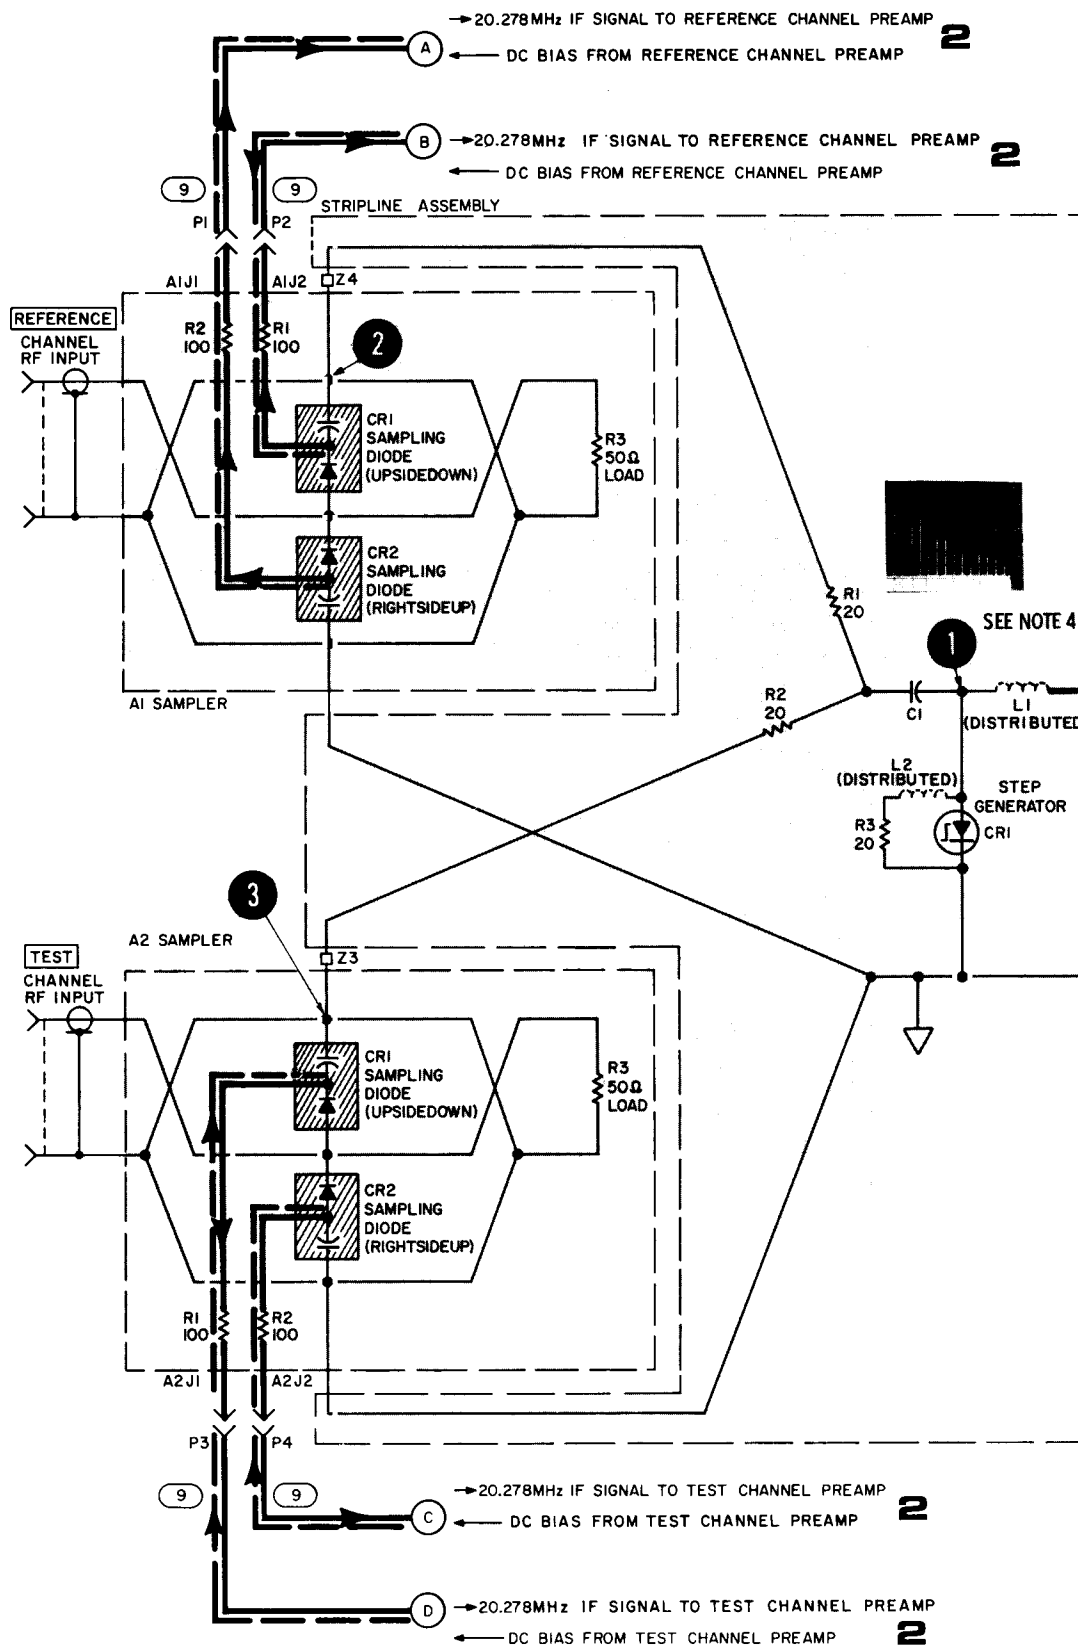 →20.278MHz IF SIGNAL TO REFERENCE CHANNEL PREAMP
2
A
← DC BIAS FROM REFERENCE CHANNEL PREAMP
→20.278MHz IF SIGNAL TO REFERENCE CHANNEL PREAMP
2
B
← DC BIAS FROM REFERENCE CHANNEL PREAMP
9
9
P1
P2
STRIPLINE ASSEMBLY
A1J1
A1J2
Z4
REFERENCE
CHANNEL
RF INPUT
R2
100
R1
100
2
CR1
SAMPLING
DIODE
(UPSIDEDOWN)
R3
50Ω
LOAD
CR2
SAMPLING
DIODE
(RIGHTSIDEUP)
A1 SAMPLER
R1
20
SEE NOTE 4
1
R2
20
C1
L1
(DISTRIBUTED
L2
(DISTRIBUTED)
STEP
GENERATOR
R3
20
CR1
3
A2 SAMPLER
Z3
TEST
CHANNEL
RF INPUT
CR1
SAMPLING
DIODE
(UPSIDEDOWN)
R3
50Ω
LOAD
CR2
SAMPLING
DIODE
(RIGHTSIDEUP)
R1
100
R2
100
A2J1
A2J2
P3
P4
9
9
→20.278MHz IF SIGNAL TO TEST CHANNEL PREAMP
2
C
← DC BIAS FROM TEST CHANNEL PREAMP
D
→20.278MHz IF SIGNAL TO TEST CHANNEL PREAMP
2
← DC BIAS FROM TEST CHANNEL PREAMP